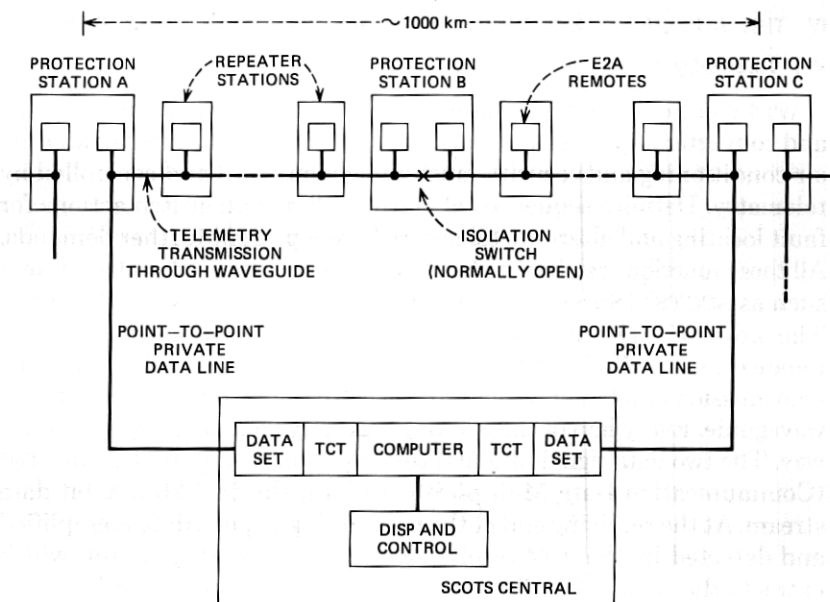 ~1000 km
PROTECTION
STATION A
REPEATER
STATIONS
PROTECTION
STATION B
E2A
REMOTES
PROTECTION
STATION C
TELEMETRY
TRANSMISSION
THROUGH WAVEGUIDE
ISOLATION
SWITCH
(NORMALLY OPEN)
POINT–TO–POINT
PRIVATE
DATA LINE
POINT–TO–POINT
PRIVATE
DATA LINE
DATA
SET
TCT
COMPUTER
TCT
DATA
SET
DISP AND
CONTROL
SCOTS CENTRAL